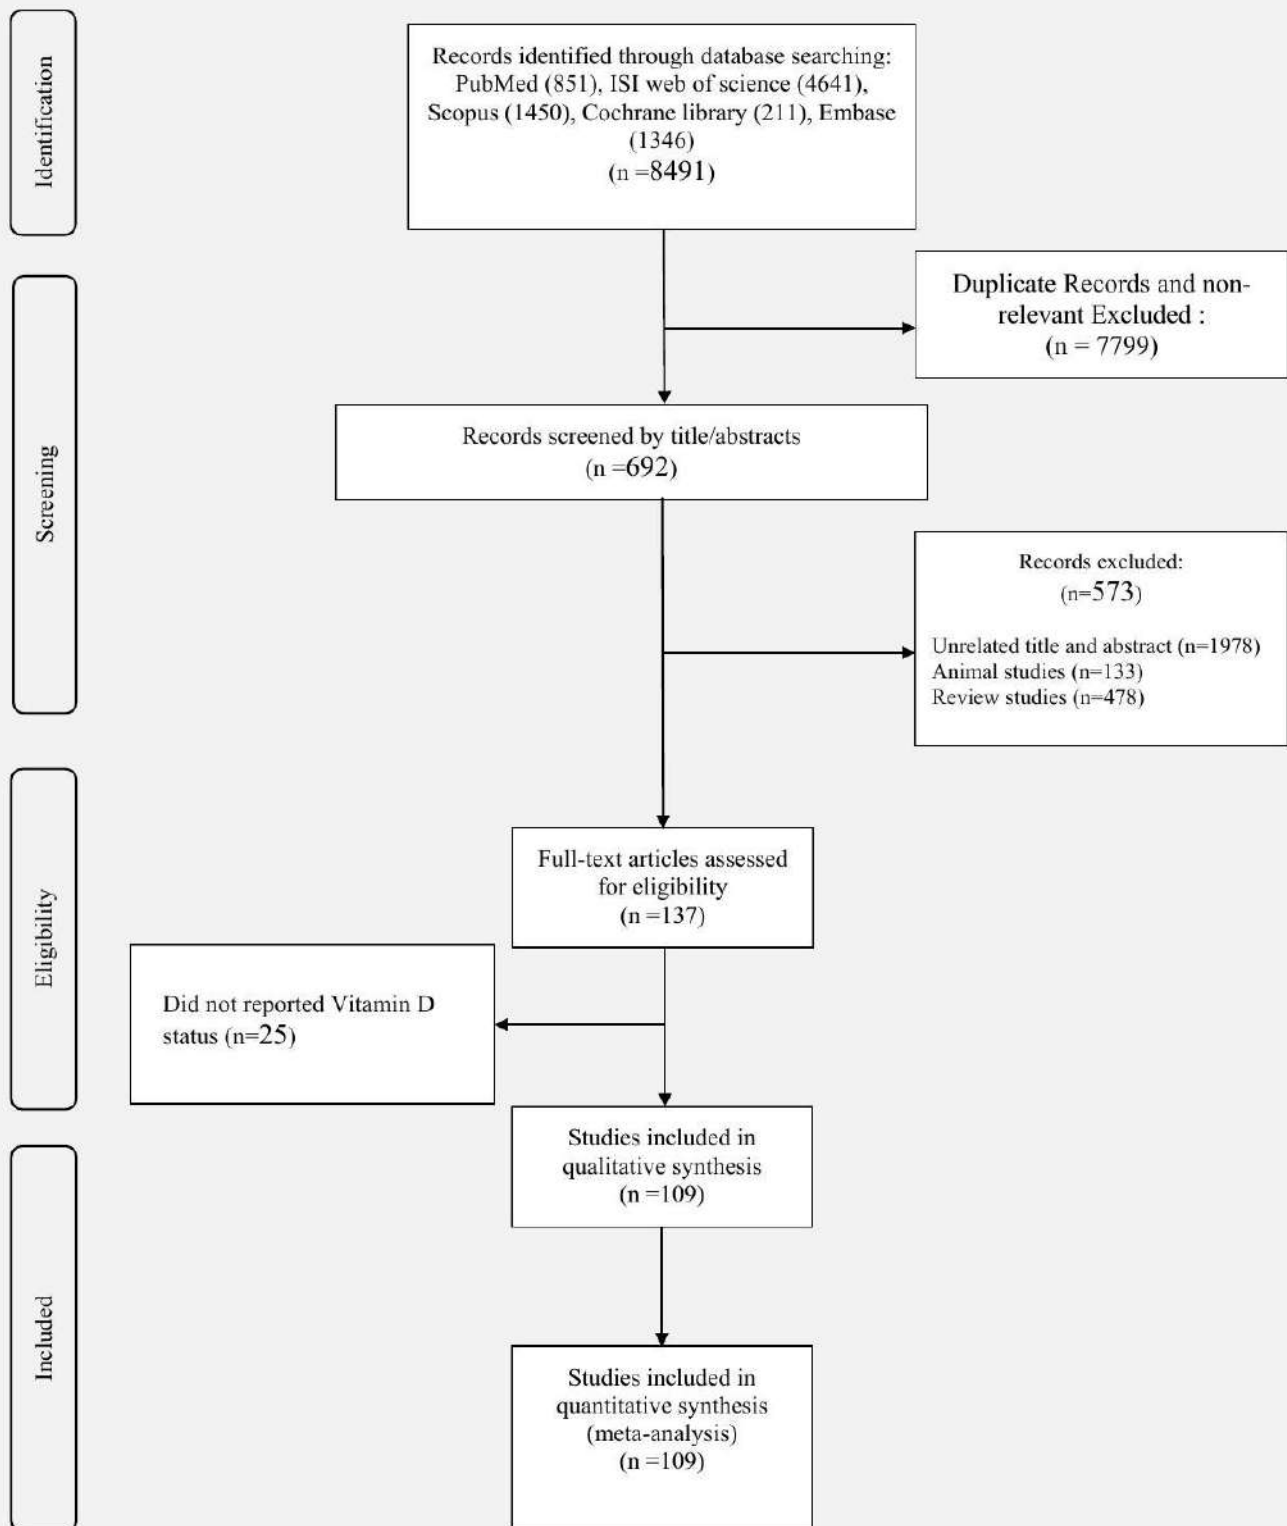 Identification
Records identified through database searching:
PubMed (851), ISI web of science (4641),
Scopus (1450), Cochrane library (211), Embase
(1346)
(n =8491)
Duplicate Records and non-
relevant Excluded :
(n = 7799)
Screening
Records screened by title/abstracts
(n =692)
Records excluded:
(n=573)
Unrelated title and abstract (n=1978)
Animal studies (n=133)
Review studies (n=478)
Eligibility
Full-text articles assessed
for eligibility
(n =137)
Did not reported Vitamin D
status (n=25)
Included
Studies included in
qualitative synthesis
(n =109)
Studies included in
quantitative synthesis
(meta-analysis)
(n =109)